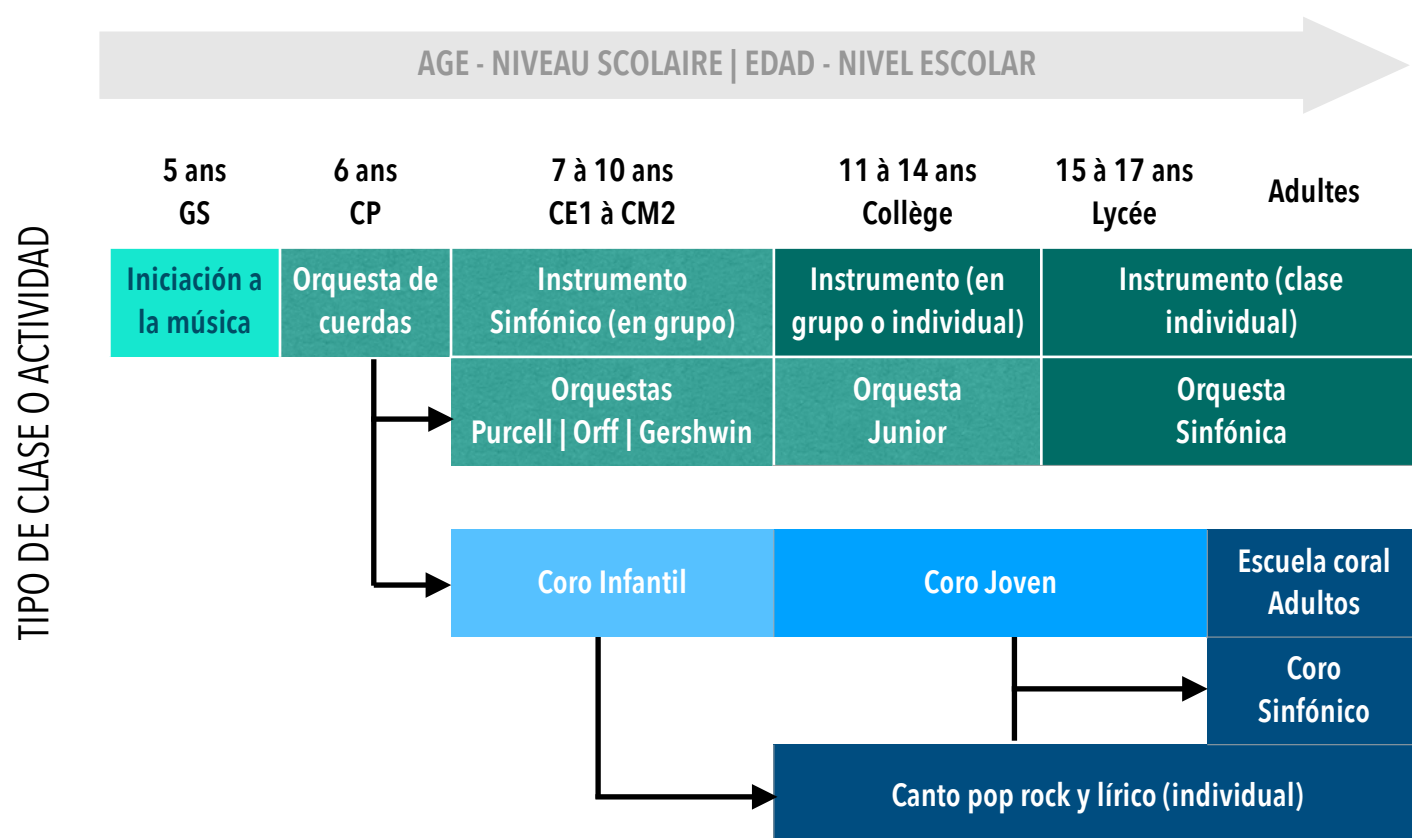 AGE - NIVEAU SCOLAIRE | EDAD - NIVEL ESCOLAR
5 ans
GS
6 ans
CP
7 à 10 ans
CE1 à CM2
11 à 14 ans
Collège
15 à 17 ans
Lycée
Adultes
TIPO DE CLASE O ACTIVIDAD
Iniciación a
la música
Orquesta de
cuerdas
Instrumento
Sinfónico (en grupo)
Instrumento (en
grupo o individual)
Instrumento (clase
individual)
Orquestas
Purcell | Orff | Gershwin
Orquesta
Junior
Orquesta
Sinfónica
Coro Infantil
Coro Joven
Escuela coral
Adultos
Coro
Sinfónico
Canto pop rock y lírico (individual)